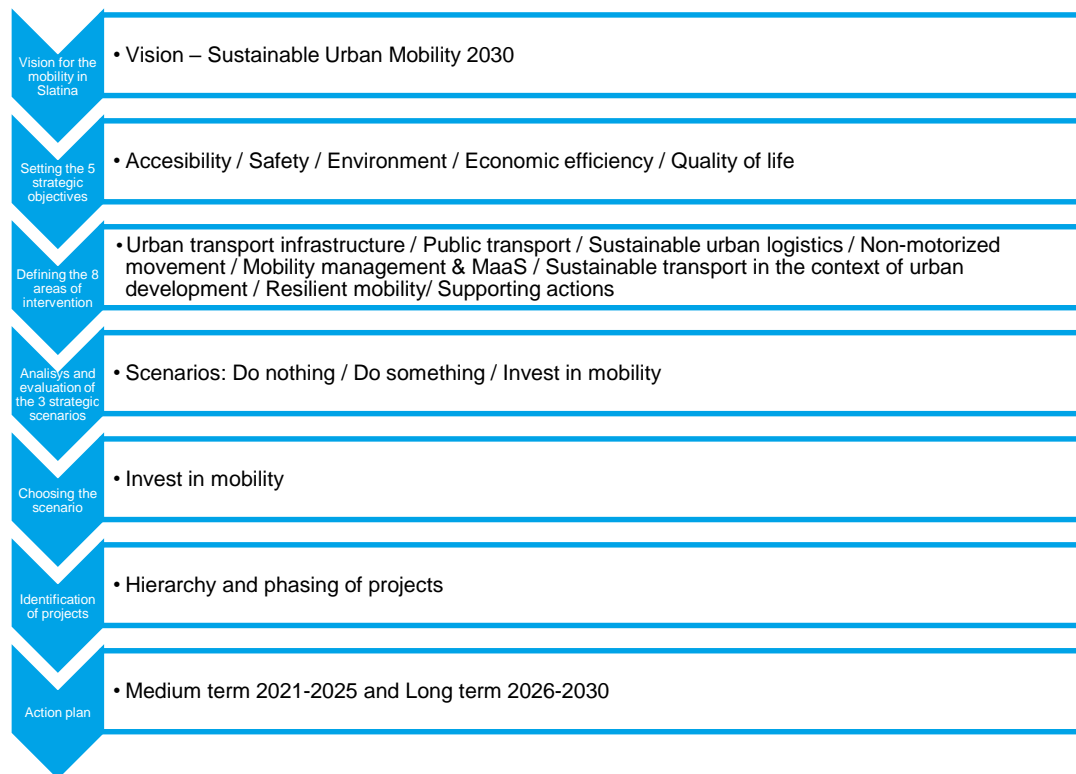 Vision for the
mobility in
Slatina
• Vision – Sustainable Urban Mobility 2030
Setting the 5
strategic
objectives
• Accesibility / Safety / Environment / Economic efficiency / Quality of life
Defining the 8
areas of
intervention
• Urban transport infrastructure / Public transport / Sustainable urban logistics / Non-motorized
movement / Mobility management & MaaS / Sustainable transport in the context of urban
development / Resilient mobility/ Supporting actions
Analisys and
evaluation of
the 3 strategic
scenarios
• Scenarios: Do nothing / Do something / Invest in mobility
Choosing the
scenario
• Invest in mobility
Identification
of projects
• Hierarchy and phasing of projects
Action plan
• Medium term 2021-2025 and Long term 2026-2030